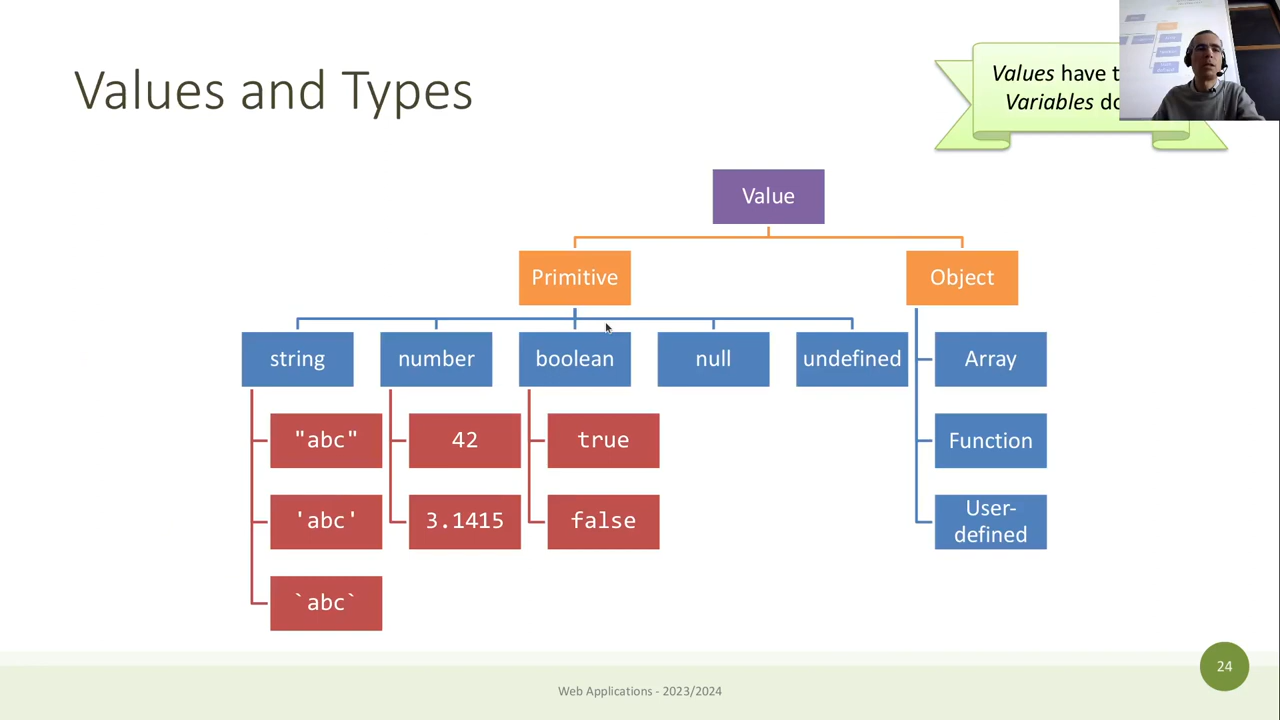 Values and Types
Values have
Variables
Value
Primitive
Object
string
number
boolean
null
undefined
Array
"abc"
42
true
Function
'abc'
3.1415
false
User-
defined
`abc`
24
Web Applications - 2023/2024